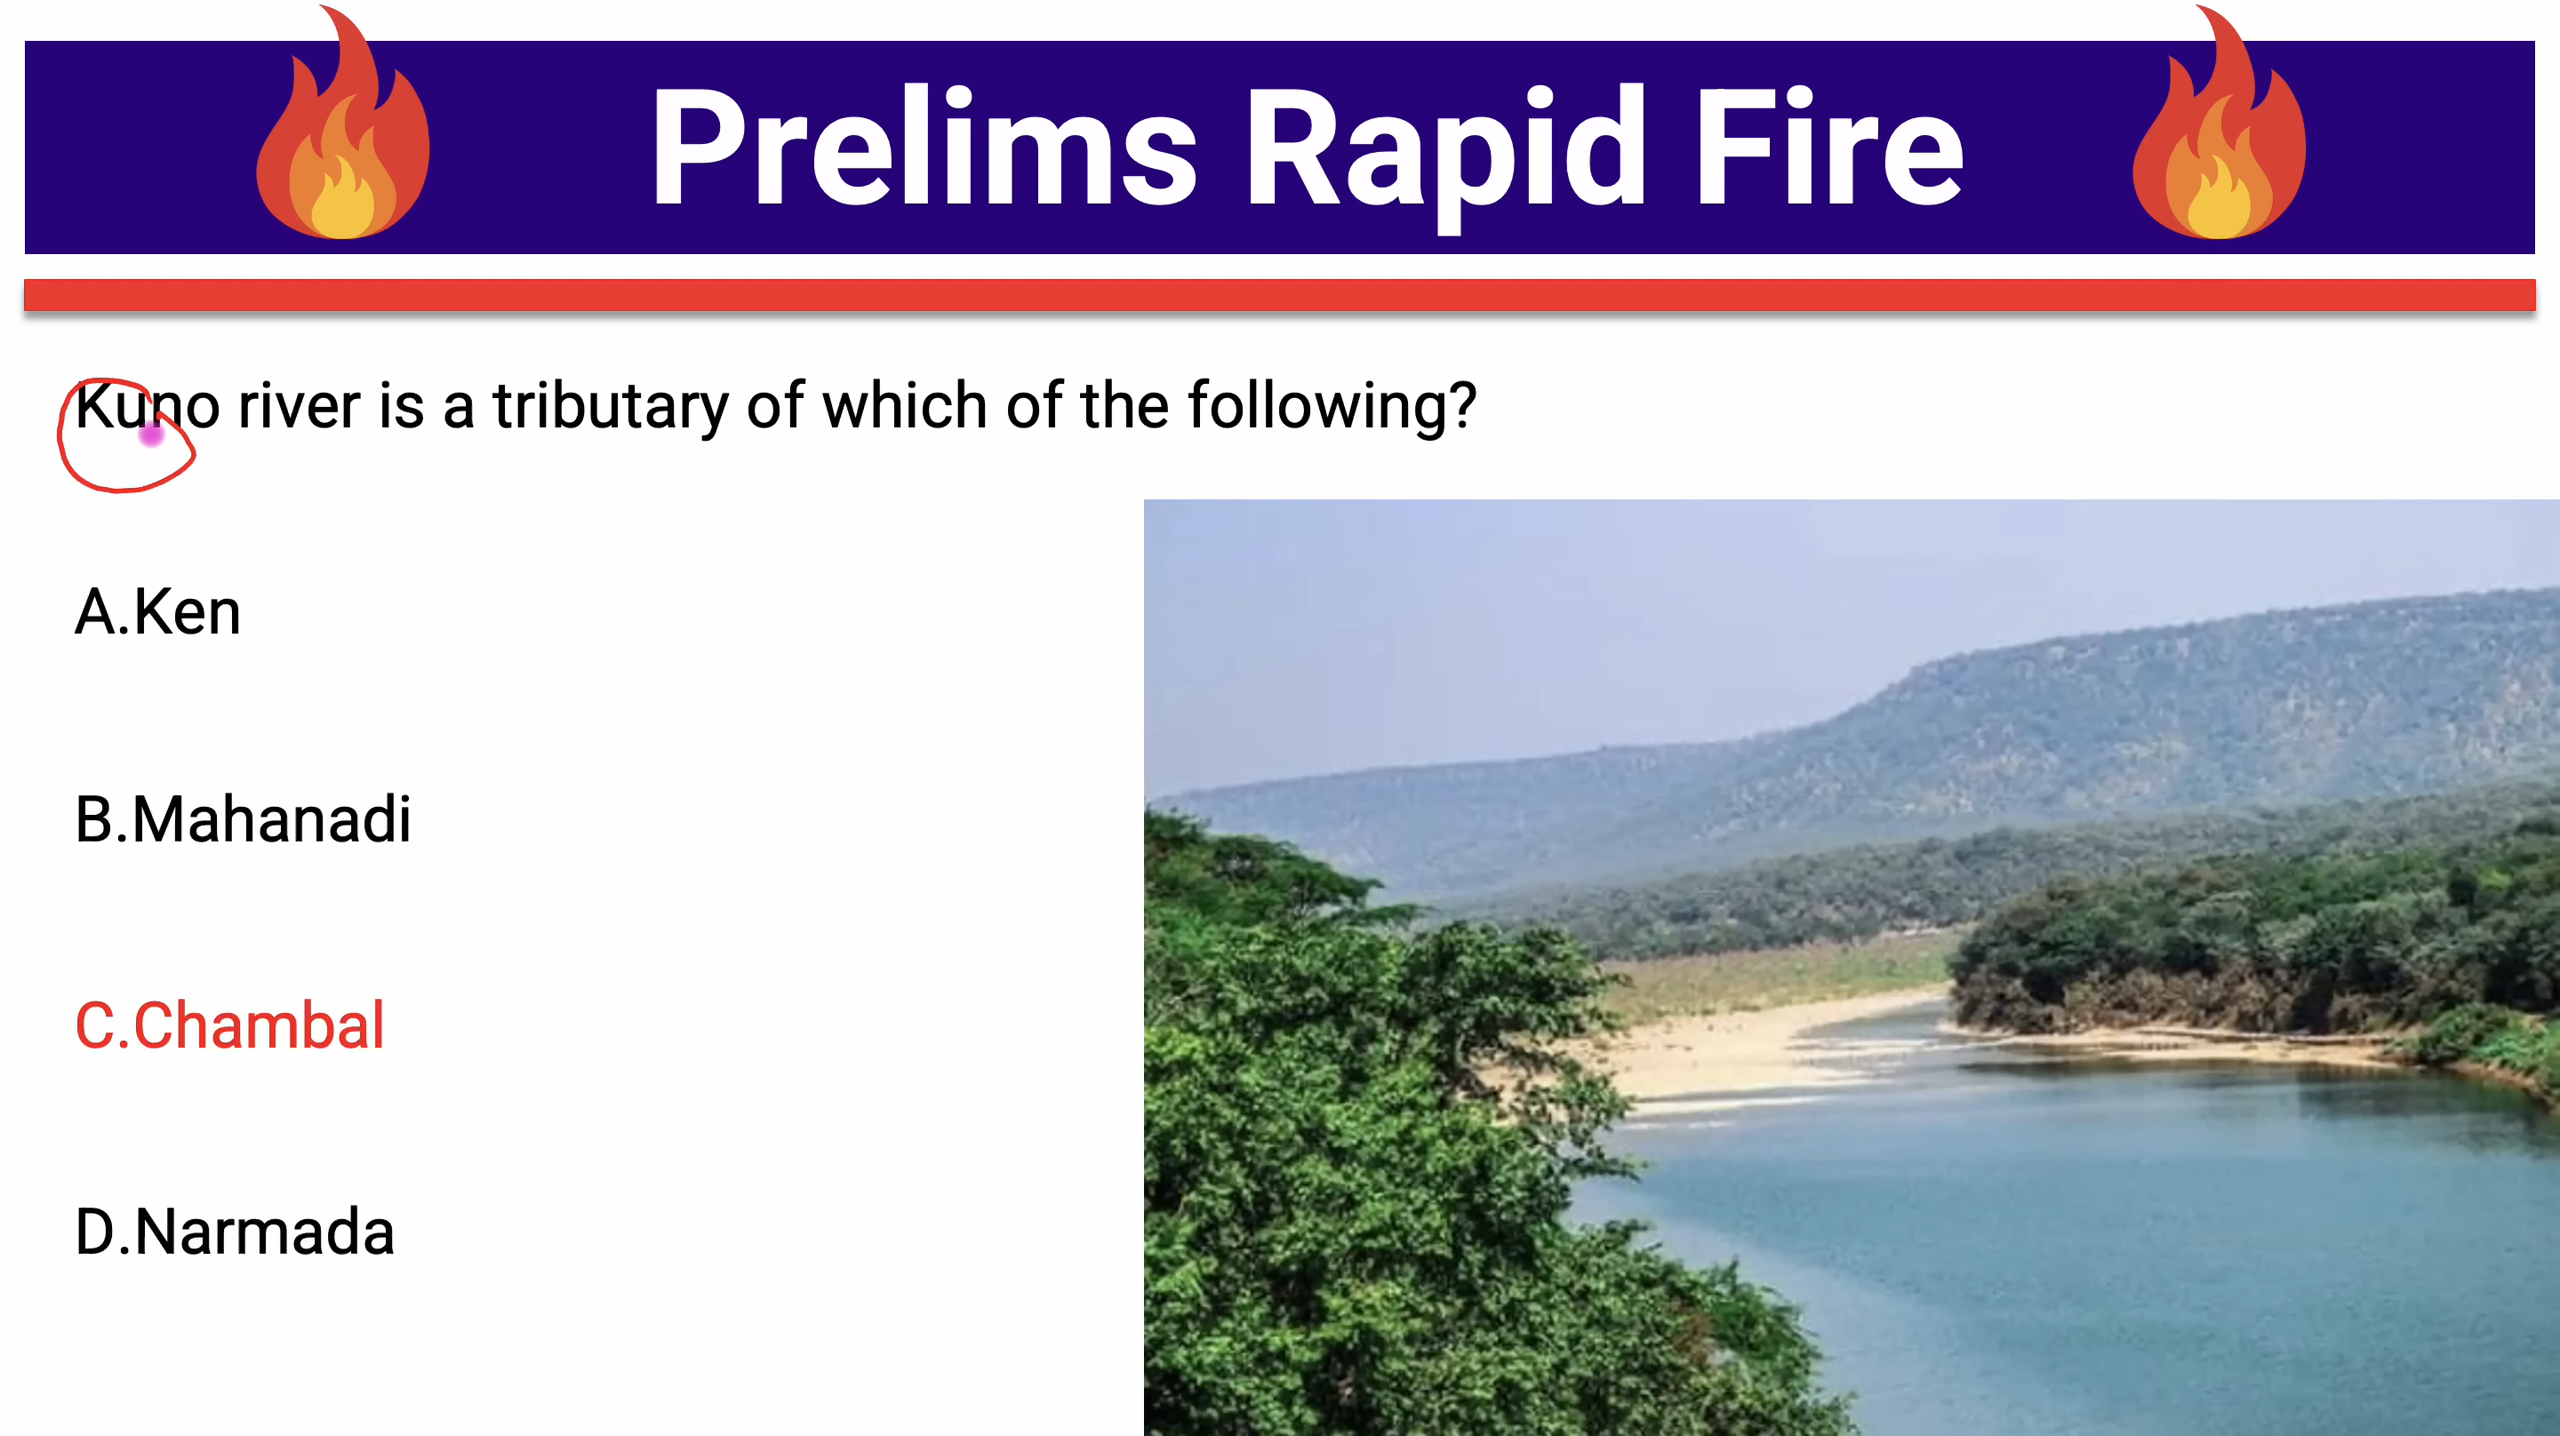 Prelims Rapid Fire
Kuno river is a tributary of which of the following?
A.Ken
B.Mahanadi
C.Chambal
D.Narmada